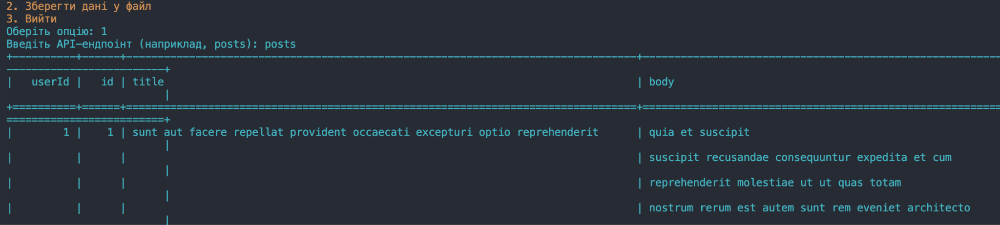 2. Зберегти дані у файл
3. Вийти
Оберіть опцію: 1
Введіть API-ендпоінт (наприклад, posts): posts
| userId | id | title | body
|
| 1 | 1 | sunt aut facere repellat provident occaecati excepturi optio reprehenderit | quia et suscipit
|
| | | | suscipit recusandae consequuntur expedita et cum
|
| | | | reprehenderit molestiae ut ut quas totam
|
| | | | nostrum rerum est autem sunt rem eveniet architecto
|